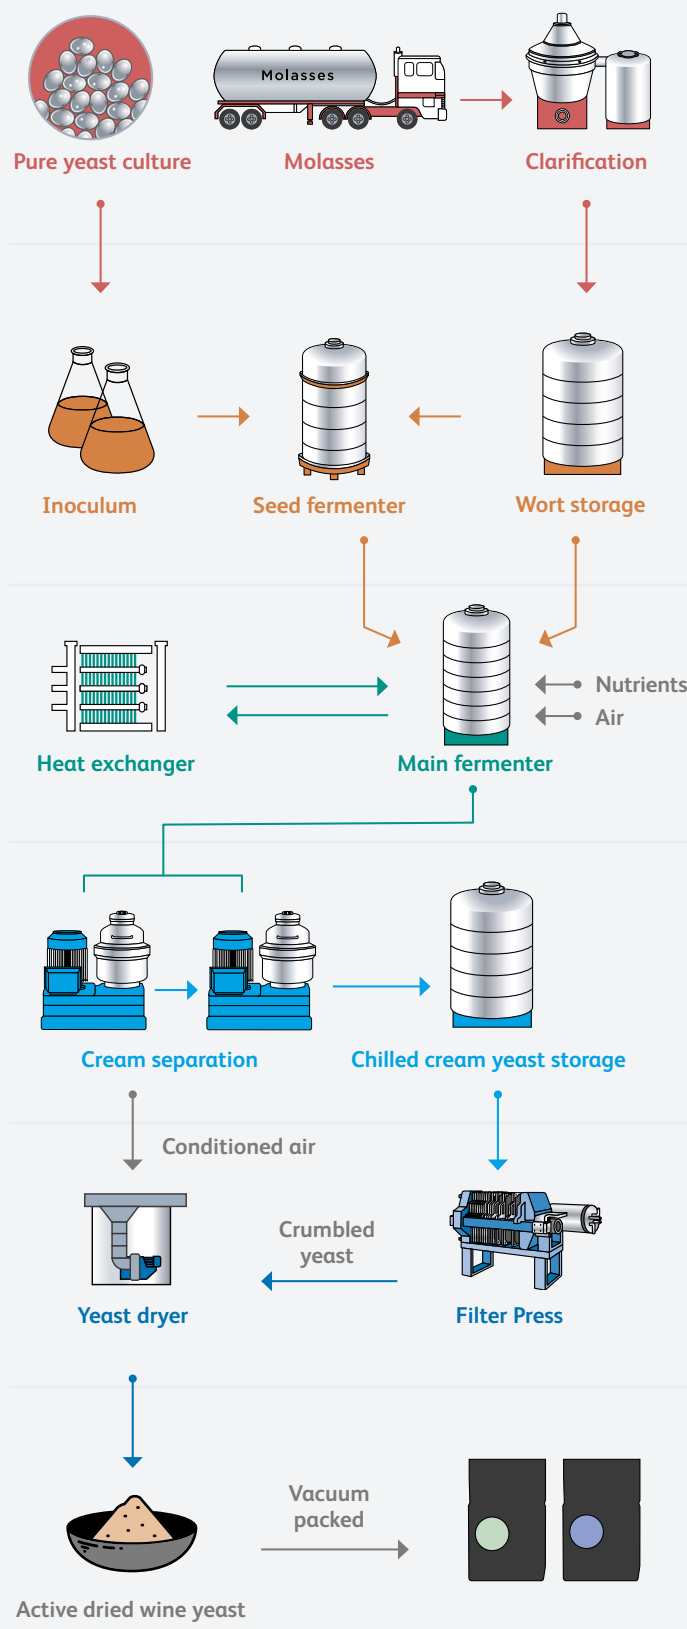 Molasses
Pure yeast culture
Molasses
Clarification
Inoculum
Seed fermenter
Wort storage
Nutrients
Air
Heat exchanger
Main fermenter
Cream separation
Chilled cream yeast storage
Conditioned air
Crumbled
yeast
Yeast dryer
Filter Press
Vacuum
packed
Active dried wine yeast